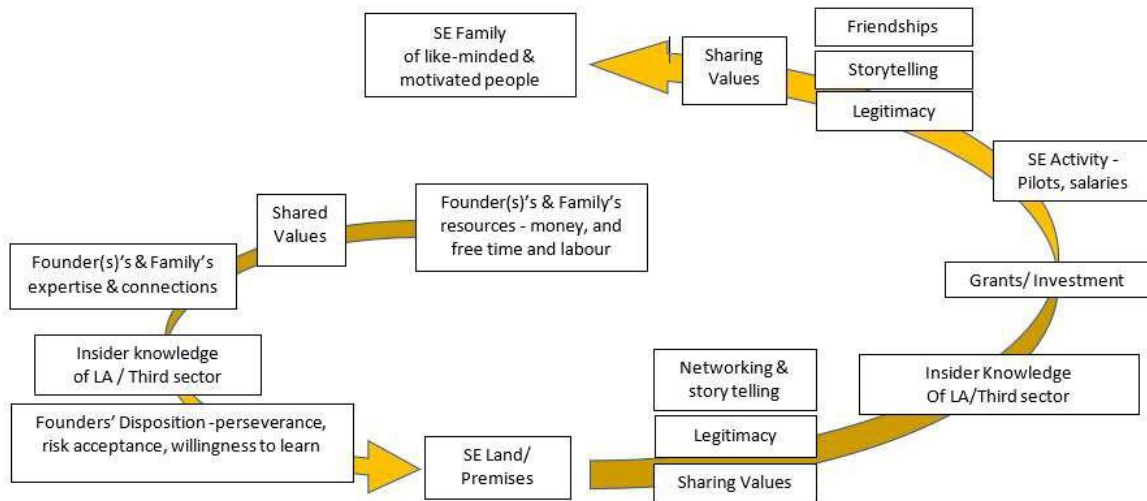 SE Family
of like-minded &
motivated people
Sharing
Values
Friendships
Storytelling
Legitimacy
SE Activity -
Pilots, salaries
Shared
Values
Founder(s)'s & Family's
resources - money, and
free time and labour
Founder(s)'s & Family's
expertise & connections
Grants/ Investment
Insider knowledge
of LA / Third sector
Networking &
story telling
Insider Knowledge
Of LA/Third sector
Founders' Disposition -perseverance,
risk acceptance, willingness to learn
Legitimacy
SE Land/
Premises
Sharing Values